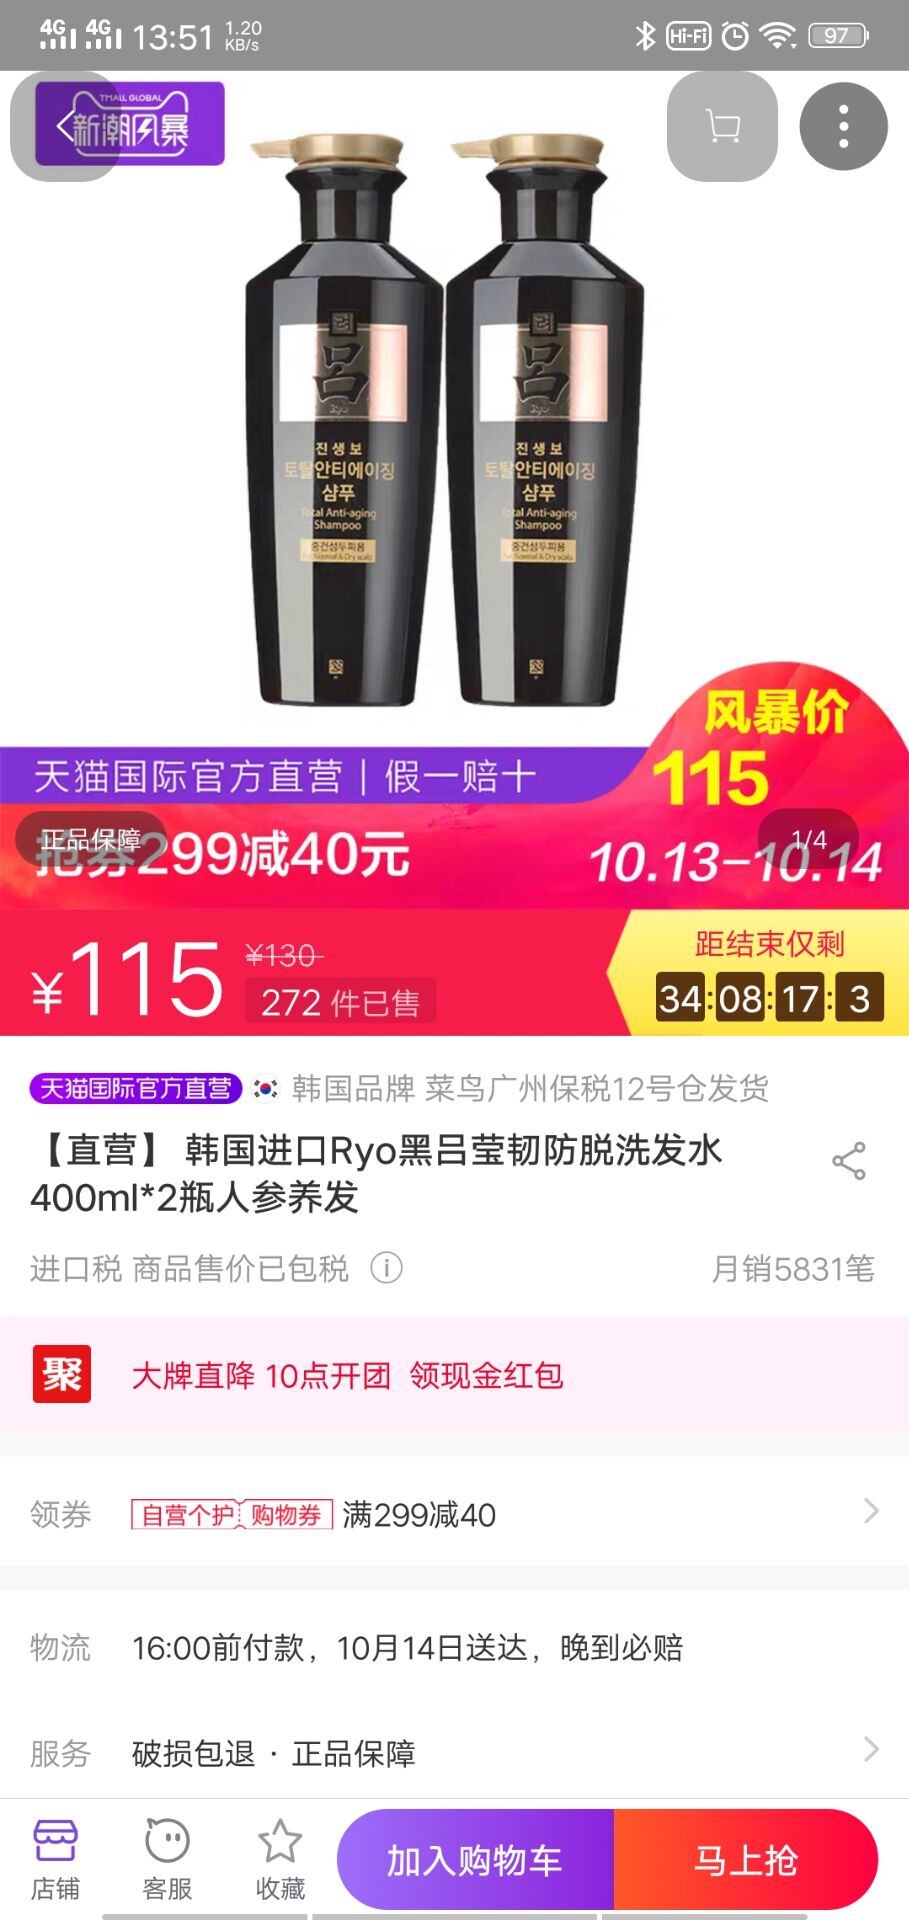 4G 4G 13:51 1.20 KB/s Hi-Fi 97
TMALL GLOBAL
新潮风暴
呂
Ryo
진생보
토탈안티에이징
샴푸
Total Anti-aging
Shampoo
중건성두피용
For Normal & Dry scalp
呂
Ryo
진생보
토탈안티에이징
샴푸
Total Anti-aging
Shampoo
중건성두피용
For Normal & Dry scalp
风暴价
115
天猫国际官方直营 | 假一赔十
正品保障
抢券299减40元
1/4
10.13-10.14
¥115 ¥130
272 件已售
距结束仅剩
34:08:17:3
天猫国际官方直营 韩国品牌 菜鸟广州保税12号仓发货
【直营】 韩国进口Ryo黑吕莹韧防脱洗发水
400ml*2瓶人参养发
进口税 商品售价已包税 月销5831笔
聚 大牌直降 10点开团 领现金红包
领券 自营个护 购物券 满299减40
物流 16:00前付款，10月14日送达，晚到必赔
服务 破损包退 · 正品保障
店铺 客服 收藏 加入购物车 马上抢